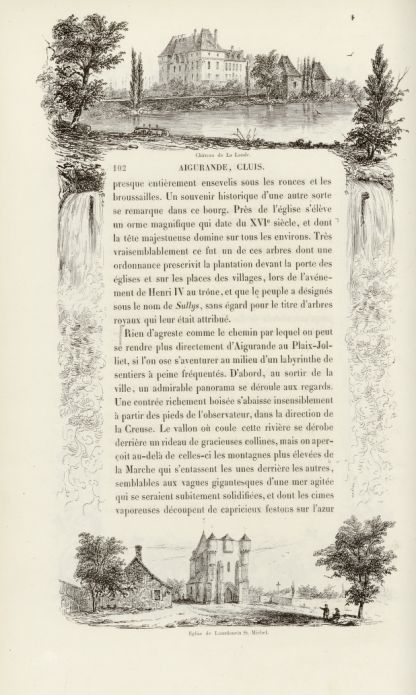 Château de La Lande.
102 AIGURANDE, CLUIS.
presque entièrement ensevelis sous les ronces et les
broussailles. Un souvenir historique d'une autre sorte
se remarque dans ce bourg. Près de l'église s'élève
un orme magnifique qui date du XVIe siècle, et dont
la tête majestueuse domine sur tous les environs. Très
vraisemblablement ce fut un de ces arbres dont une
ordonnance prescrivit la plantation devant la porte des
églises et sur les places des villages, lors de l'avéne-
ment de Henri IV au trône, et que le peuple a désignés
sous le nom de Sullys, sans égard pour le titre d'arbres
royaux qui leur était attribué.
Rien d'agreste comme le chemin par lequel on peut
se rendre plus directement d'Aigurande au Plaix-Jol-
liet, si l'on ose s'aventurer au milieu d'un labyrinthe de
sentiers à peine fréquentés. D'abord, au sortir de la
ville, un admirable panorama se déroule aux regards.
Une contrée richement boisée s'abaisse insensiblement
à partir des pieds de l'observateur, dans la direction de
la Creuse. Le vallon où coule cette rivière se dérobe
derrière un rideau de gracieuses collines, mais on aper-
çoit au-delà de celles-ci les montagnes plus élevées de
la Marche qui s'entassent les unes derrière les autres,
semblables aux vagues gigantesques d'une mer agitée
qui se seraient subitement solidifiées, et dont les cimes
vaporeuses découpent de capricieux festons sur l'azur
Eglise de Lourdoueix St. Michel.